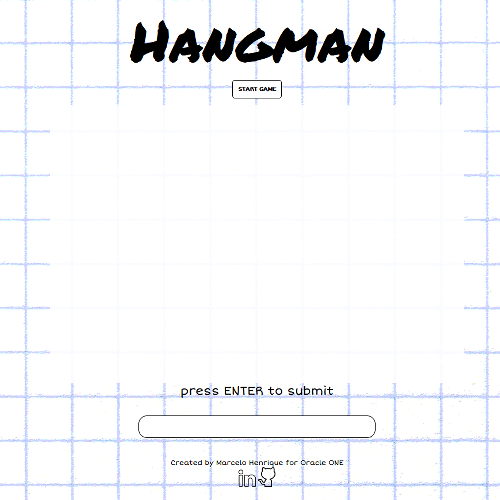 Hangman
START GAME
press ENTER to submit
Created by Marcelo Henrique for Oracle ONE
in